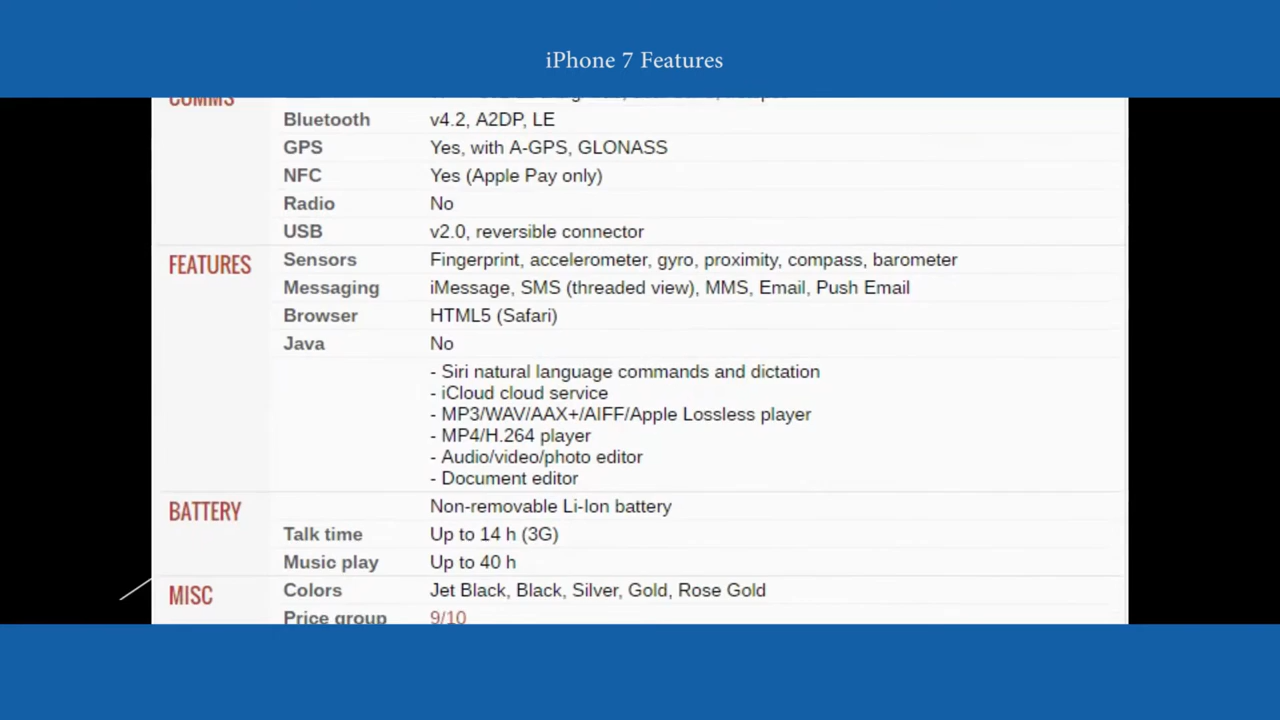 iPhone 7 Features
COMMS
Bluetooth v4.2, A2DP, LE
GPS Yes, with A-GPS, GLONASS
NFC Yes (Apple Pay only)
Radio No
USB v2.0, reversible connector
FEATURES Sensors Fingerprint, accelerometer, gyro, proximity, compass, barometer
Messaging iMessage, SMS (threaded view), MMS, Email, Push Email
Browser HTML5 (Safari)
Java No
- Siri natural language commands and dictation
- iCloud cloud service
- MP3/WAV/AAX+/AIFF/Apple Lossless player
- MP4/H.264 player
- Audio/video/photo editor
- Document editor
BATTERY Non-removable Li-Ion battery
Talk time Up to 14 h (3G)
Music play Up to 40 h
MISC Colors Jet Black, Black, Silver, Gold, Rose Gold
Price group 9/10